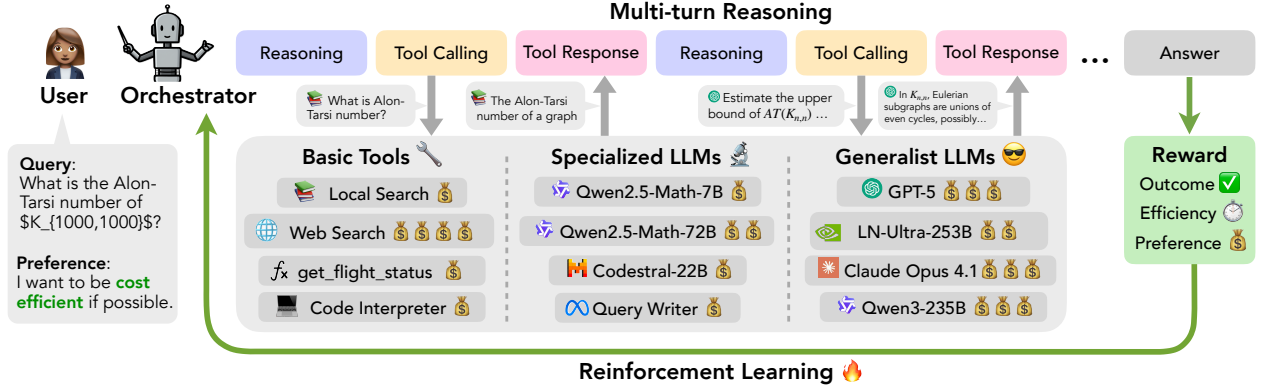 Multi-turn Reasoning
User
Orchestrator
Reasoning
Tool Calling
Tool Response
Reasoning
Tool Calling
Tool Response
...
Answer
What is Alon-
Tarsi number?
The Alon-Tarsi
number of a graph
Estimate the upper
bound of AT(K_{n,n}) ...
In K_{n,n}, Eulerian
subgraphs are unions of
even cycles, possibly...
Query:
What is the Alon-
Tarsi number of
$K_{1000,1000}$?
Preference:
I want to be cost
efficient if possible.
Basic Tools
Local Search
Web Search
fx get_flight_status
Code Interpreter
Specialized LLMs
Qwen2.5-Math-7B
Qwen2.5-Math-72B
Codestral-22B
Query Writer
Generalist LLMs
GPT-5
LN-Ultra-253B
Claude Opus 4.1
Qwen3-235B
Reward
Outcome
Efficiency
Preference
Reinforcement Learning